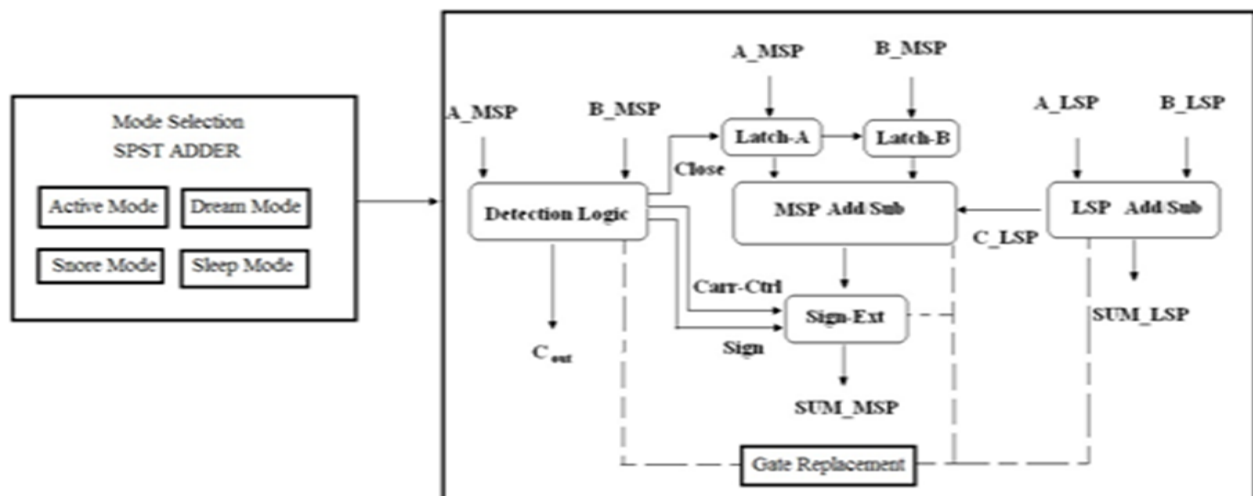 Mode Selection
SPST ADDER
Active Mode
Dream Mode
Snore Mode
Sleep Mode
A_MSP
B_MSP
A_MSP
B_MSP
A_LSP
B_LSP
Latch-A
Latch-B
Close
Detection Logic
MSP Add/Sub
LSP Add/Sub
C_LSP
Carr-Ctrl
Sign-Ext
SUM_LSP
Sign
Cout
SUM_MSP
Gate Replacement